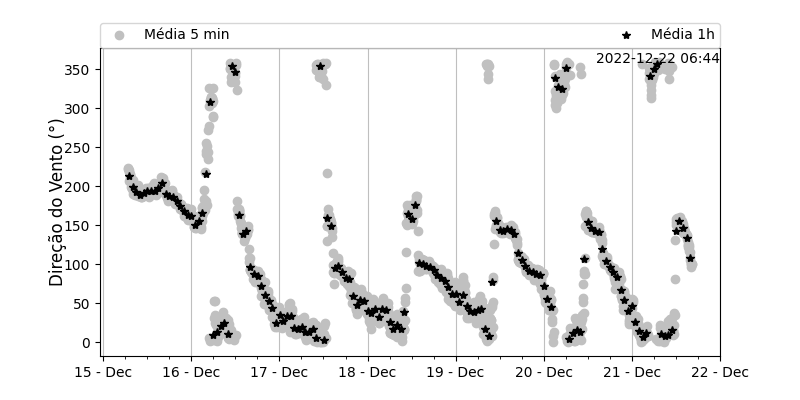 Média 5 min
Média 1h
2022-12-22 06:44
Direção do Vento (°)
350
300
250
200
150
100
50
0
15 - Dec
16 - Dec
17 - Dec
18 - Dec
19 - Dec
20 - Dec
21 - Dec
22 - Dec